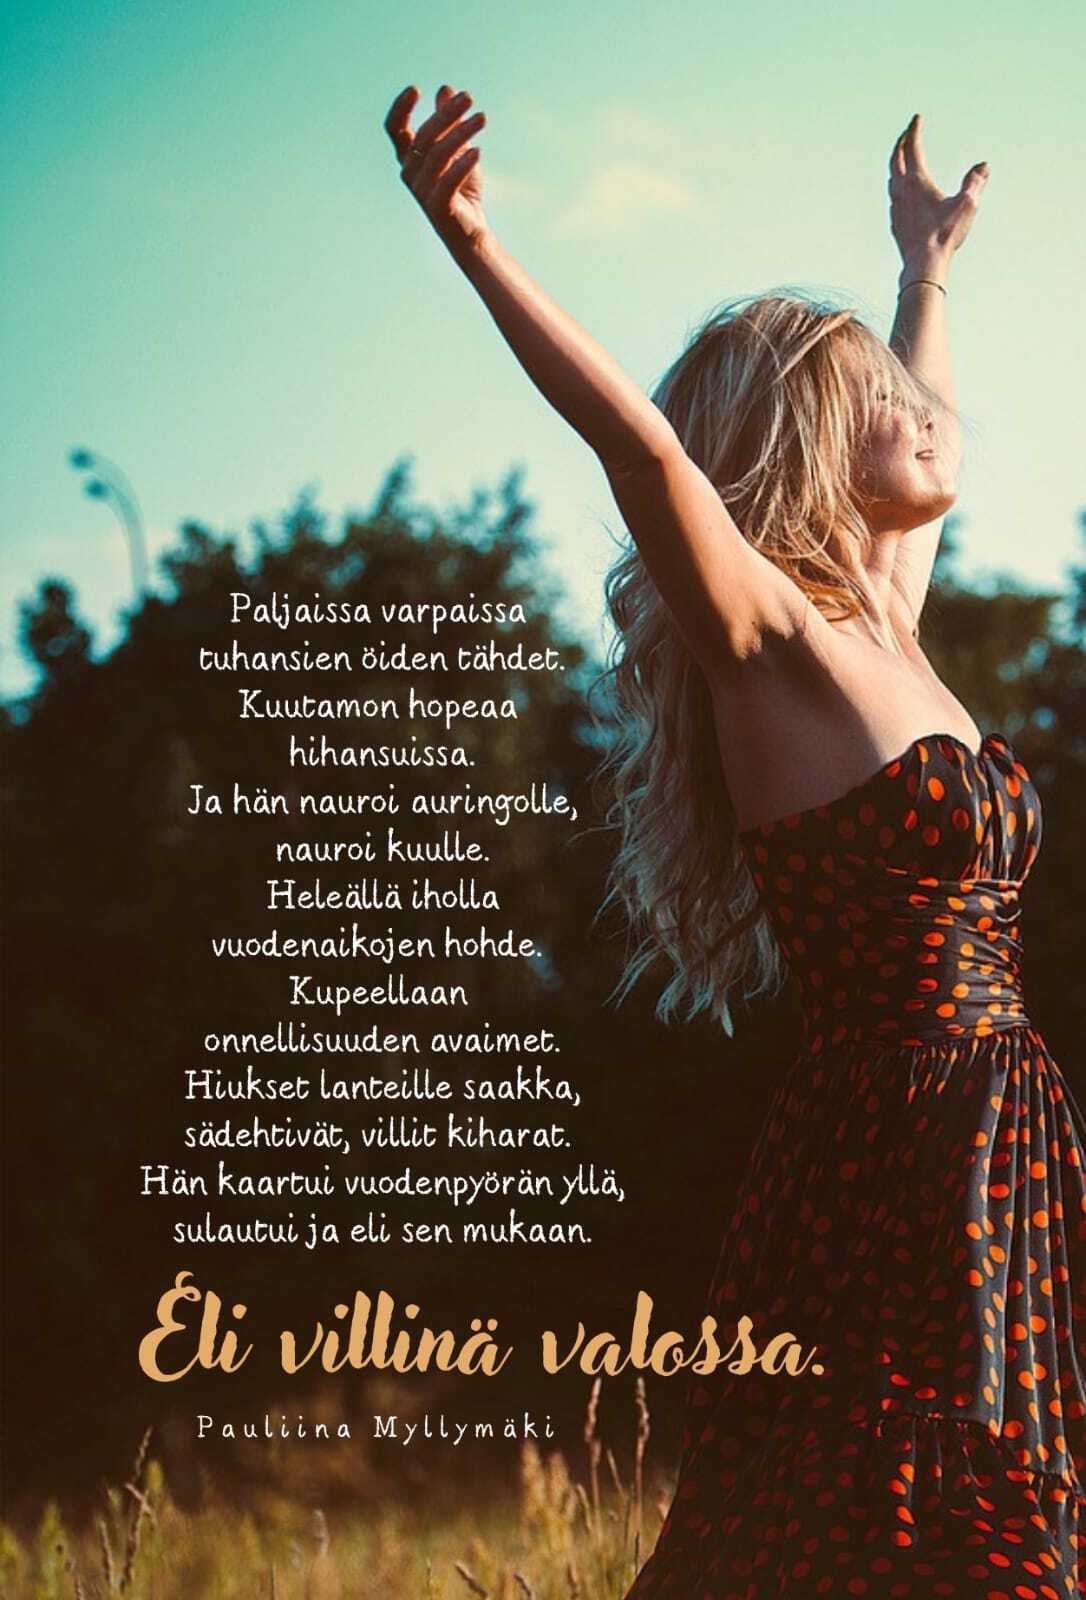 Paljaissa varpaissa
tuhansien öiden tähdet.
Kuutamon hopeaa
hihansuissa.
Ja hän nauroi auringolle,
nauroi kuulle.
Heleällä iholla
vuodenaikojen hohde.
Kupeellaan
onnellisuuden avaimet.
Hiukset lanteille saakka,
sädehtivät, villit kiharat.
Hän kaartui vuodenpyörän yllä,
sulautui ja eli sen mukaan.
Eli villinä valossa.
Pauliina Myllymäki